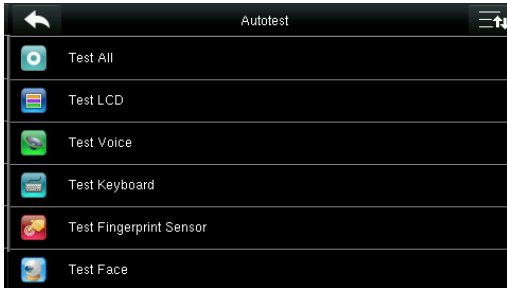 Autotest
Test All
Test LCD
Test Voice
Test Keyboard
Test Fingerprint Sensor
Test Face